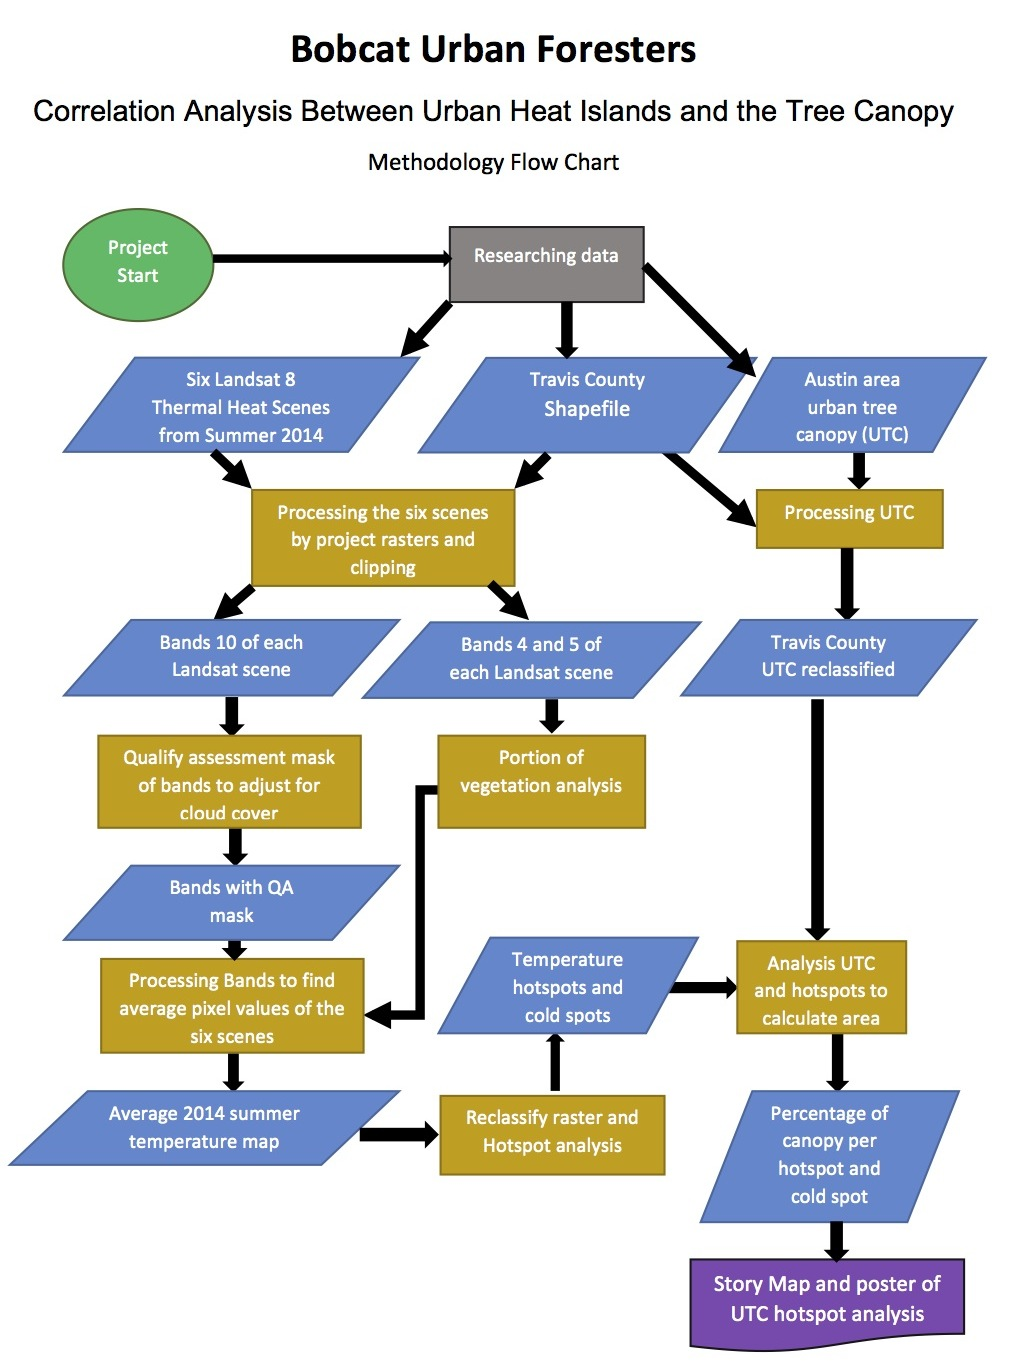 Bobcat Urban Foresters
Correlation Analysis Between Urban Heat Islands and the Tree Canopy
Methodology Flow Chart
Project
Start
Researching data
Six Landsat 8
Thermal Heat Scenes
from Summer 2014
Travis County
Shapefile
Austin area
urban tree
canopy (UTC)
Processing the six scenes
by project rasters and
clipping
Processing UTC
Bands 10 of each
Landsat scene
Bands 4 and 5 of
each Landsat scene
Travis County
UTC reclassified
Qualify assessment mask
of bands to adjust for
cloud cover
Portion of
vegetation analysis
Bands with QA
mask
Processing Bands to find
average pixel values of the
six scenes
Temperature
hotspots and
cold spots
Analysis UTC
and hotspots to
calculate area
Average 2014 summer
temperature map
Reclassify raster and
Hotspot analysis
Percentage of
canopy per
hotspot and
cold spot
Story Map and poster of
UTC hotspot analysis